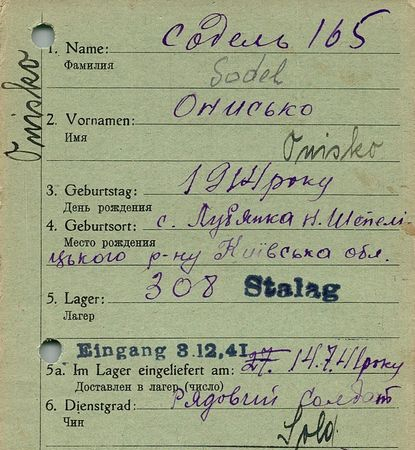 1. Name: содель 165
Фамилия
Sodel
2. Vornamen: Онисько
Имя
Onisko
Onisko
3. Geburtstag: 1914 року
День рождения
4. Geburtsort: с. Лубянка Н. Шепелі
Место рождения
цького р-ну Київська обл.
5. Lager: 308 Stalag
Лагер
Eingang 3.12.41
5a. Im Lager eingeliefert am: 27. 14.7.41 року
Доставлен в лагер (число)
6. Dienstgrad: Рядовий солдат
Чин
Sold.